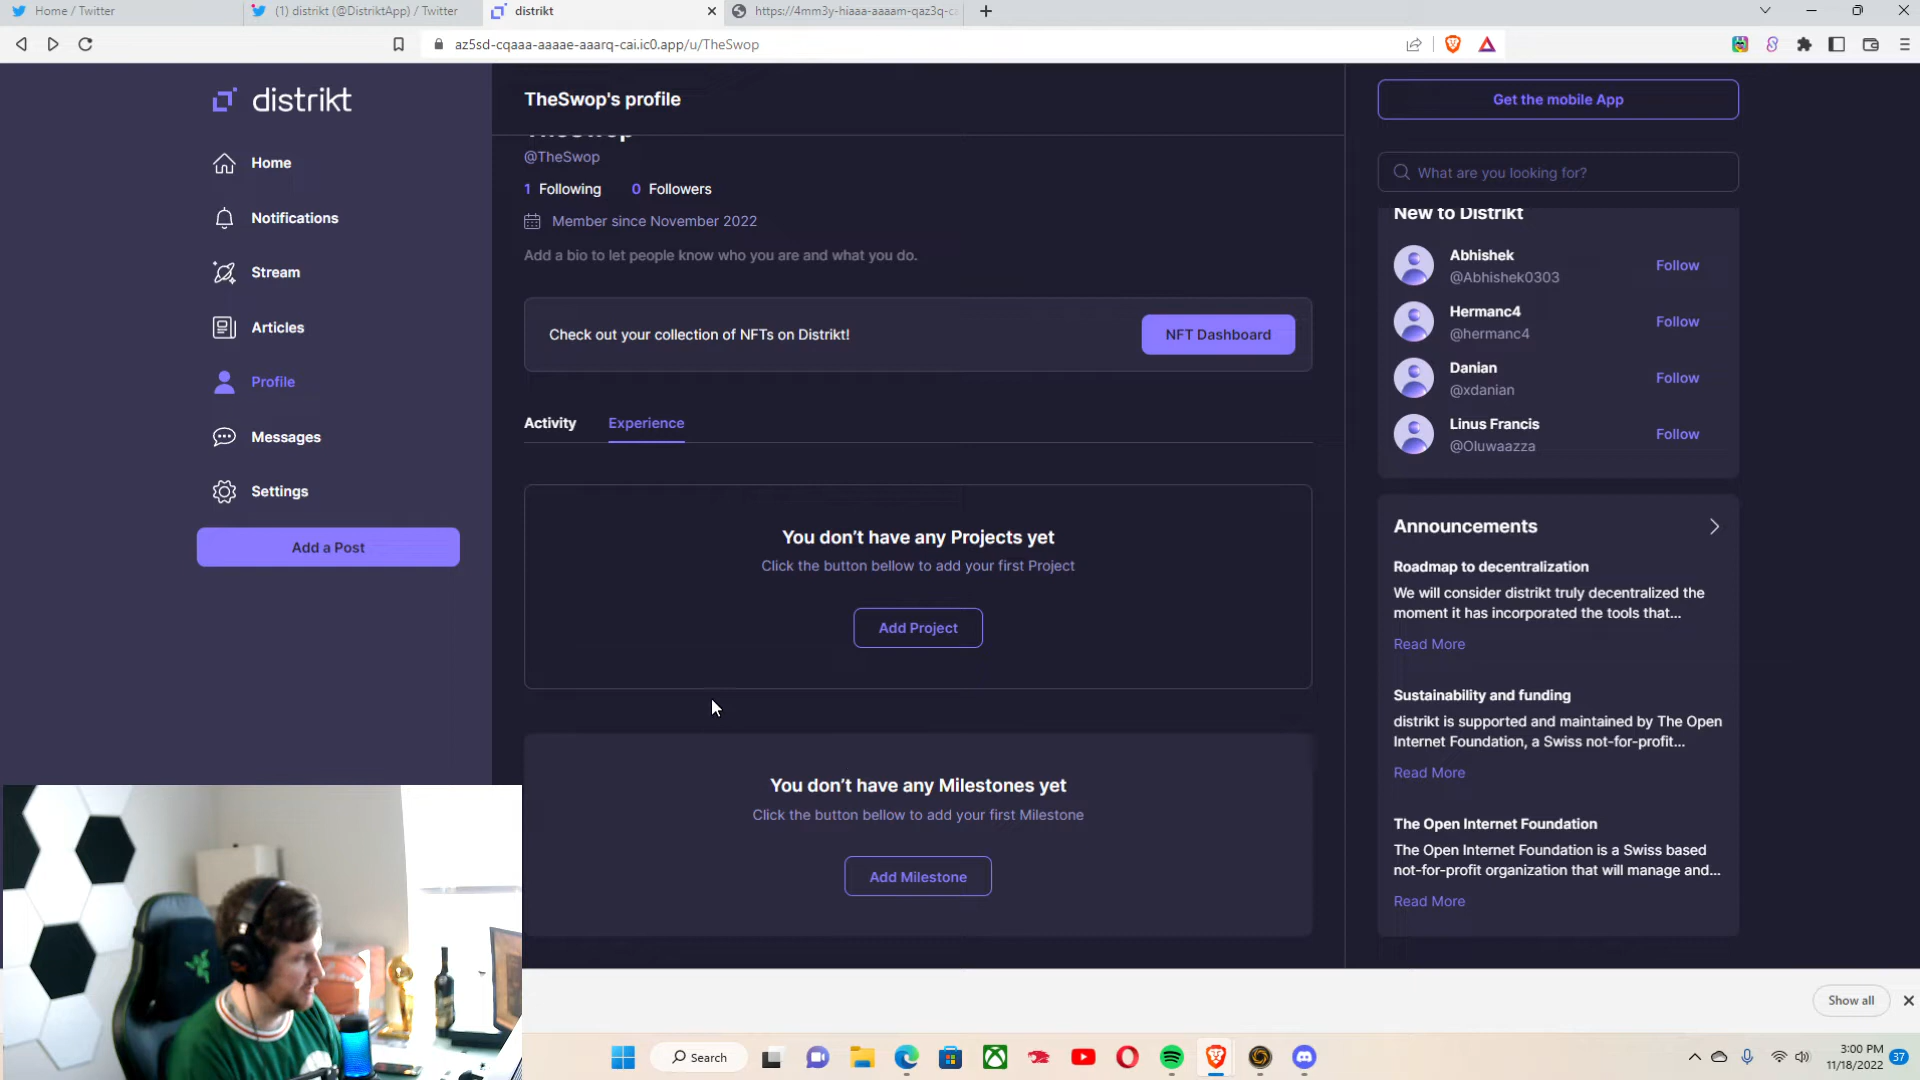 Home / Twitter
(1) distrikt (@DistriktApp) / Twitter
distrikt
https://4mm3y-hiaaa-aaaam-qaz3q-c
az5sd-cqaaa-aaaae-aaarq-cai.ic0.app/u/TheSwop
distrikt
Home
Notifications
Stream
Articles
Profile
Messages
Settings
Add a Post
TheSwop's profile
TheSwop
@TheSwop
1 Following 0 Followers
Member since November 2022
Add a bio to let people know who you are and what you do.
Check out your collection of NFTs on Distrikt!
NFT Dashboard
Activity Experience
You don't have any Projects yet
Click the button bellow to add your first Project
Add Project
You don't have any Milestones yet
Click the button bellow to add your first Milestone
Add Milestone
Get the mobile App
What are you looking for?
New to Distrikt
Abhishek
@Abhishek0303
Follow
Hermanc4
@hermanc4
Follow
Danian
@xdanian
Follow
Linus Francis
@Oluwaazza
Follow
Announcements
Roadmap to decentralization
We will consider distrikt truly decentralized the
moment it has incorporated the tools that...
Read More
Sustainability and funding
distrikt is supported and maintained by The Open
Internet Foundation, a Swiss not-for-profit...
Read More
The Open Internet Foundation
The Open Internet Foundation is a Swiss based
not-for-profit organization that will manage and...
Read More
Show all
Search
3:00 PM
11/18/2022
37